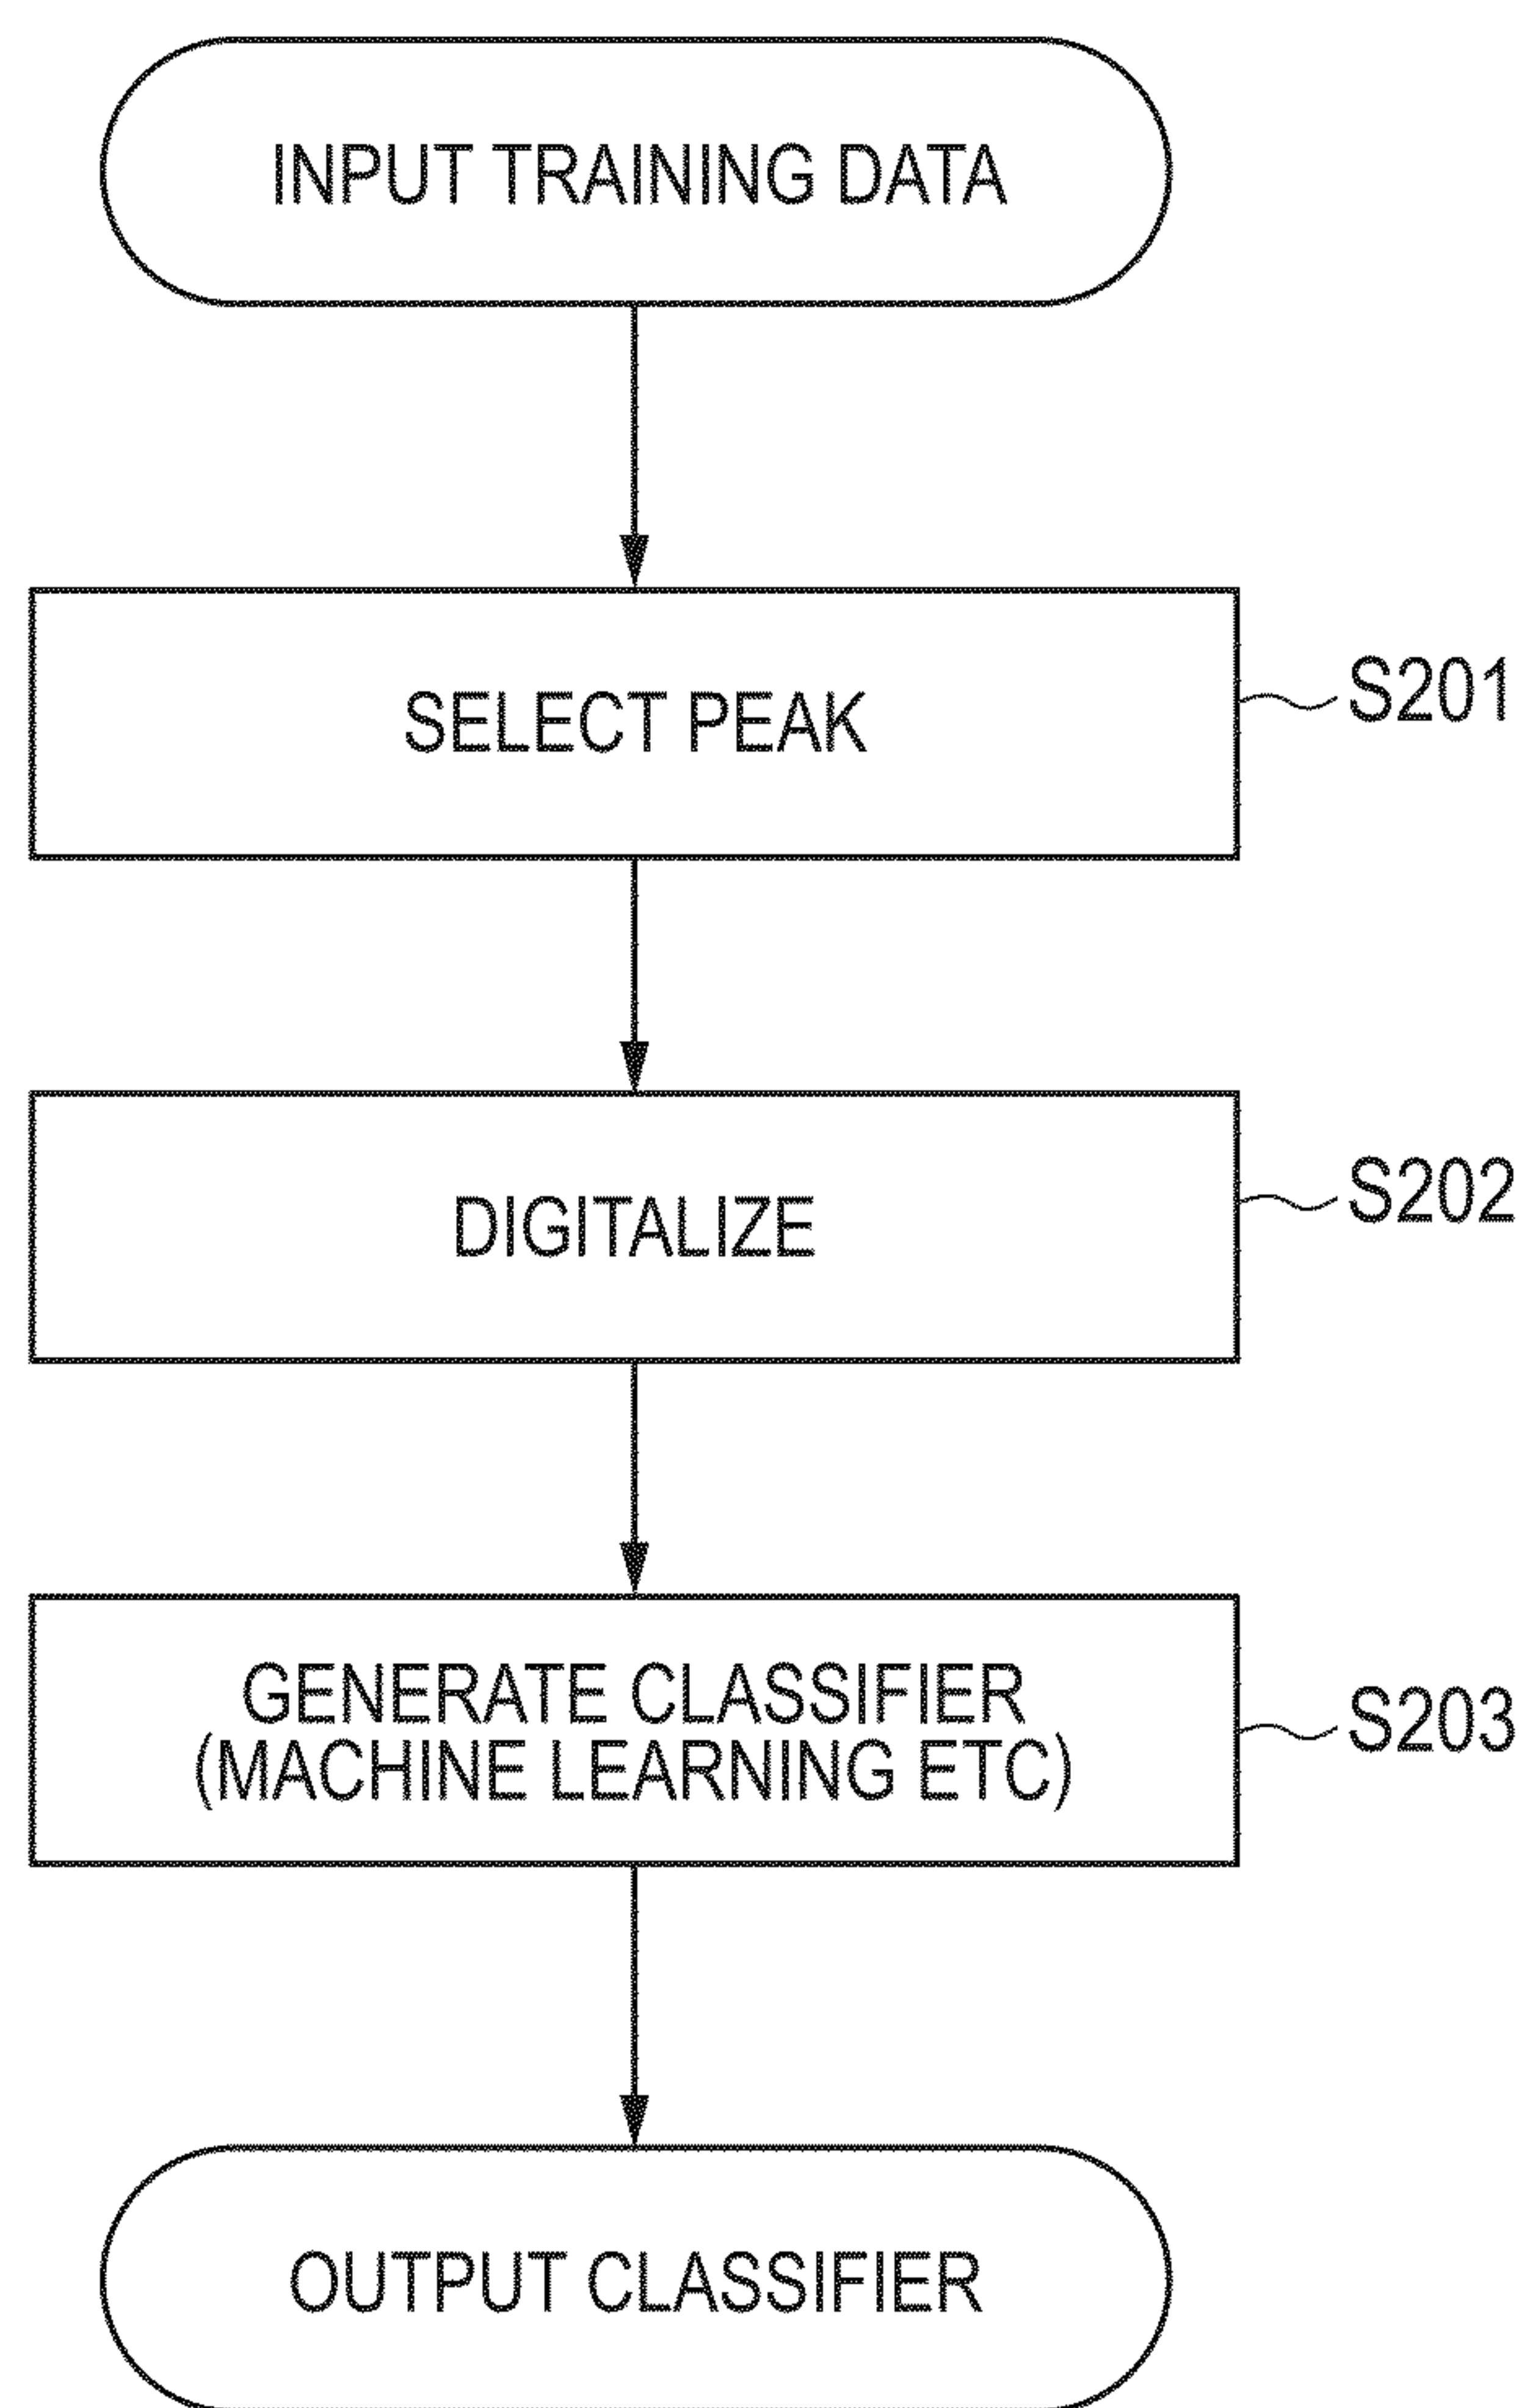 INPUT TRAINING DATA
SELECT PEAK
S201
DIGITALIZE
S202
GENERATE CLASSIFIER
(MACHINE LEARNING ETC)
S203
OUTPUT CLASSIFIER